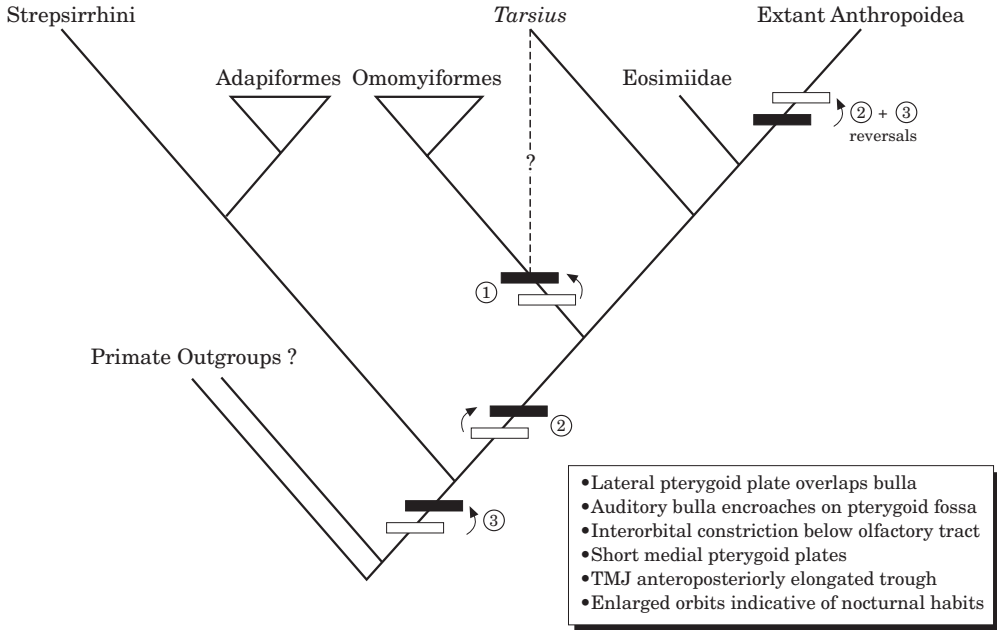 Strepsirrhini
Tarsius
Extant Anthropoidea
Adapiformes
Omomyiformes
Eosimiidae
② + ③
reversals
?
①
Primate Outgroups ?
②
③
•Lateral pterygoid plate overlaps bulla
•Auditory bulla encroaches on pterygoid fossa
•Interorbital constriction below olfactory tract
•Short medial pterygoid plates
•TMJ anteroposteriorly elongated trough
•Enlarged orbits indicative of nocturnal habits